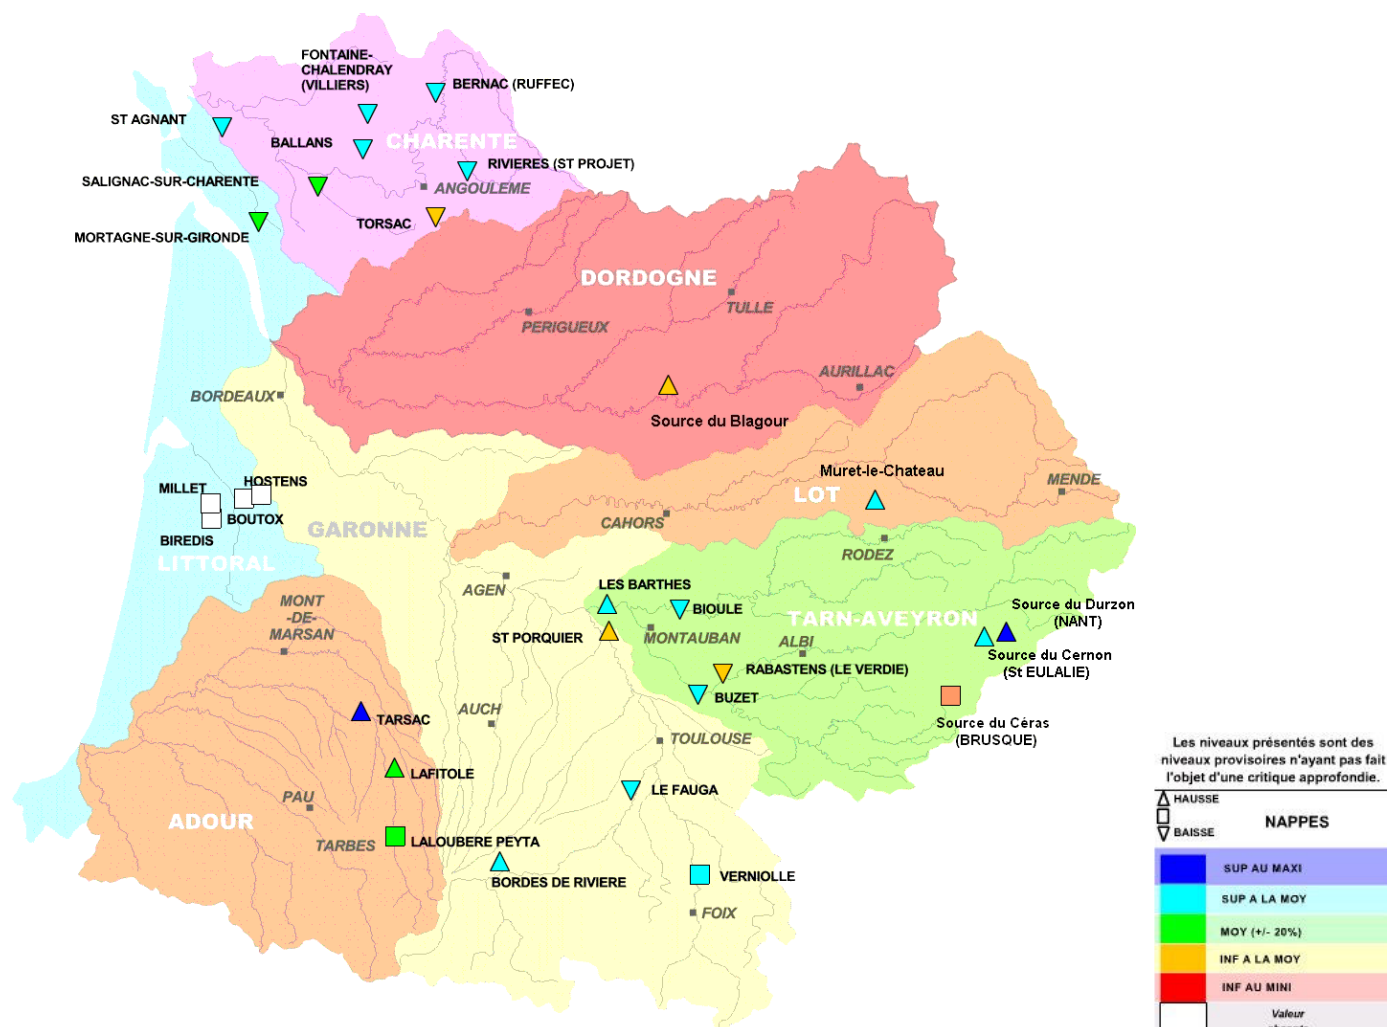 FONTAINE-
CHALENDRAY
(VILLIERS)
BERNAC (RUFFEC)
ST AGNANT
BALLANS
CHARENTE
RIVIERES (ST PROJET)
SALIGNAC-SUR-CHARENTE
ANGOULEME
TORSAC
MORTAGNE-SUR-GIRONDE
DORDOGNE
TULLE
PERIGUEUX
AURILLAC
BORDEAUX
Source du Blagour
Muret-le-Chateau
MENDE
HOSTENS
MILLET
LOT
BOUTOX
CAHORS
GARONNE
BIREDIS
RODEZ
LITTORAL
AGEN
LES BARTHES
BIOULE
MONT
-DE-
MARSAN
TARN-AVEYRON
Source du Durzon
(NANT)
ST PORQUIER
MONTAUBAN
ALBI
Source du Cernon
(St EULALIE)
RABASTENS (LE VERDIE)
BUZET
TARSAC
AUCH
Source du Céras
(BRUSQUE)
TOULOUSE
LAFITOLE
LE FAUGA
PAU
ADOUR
TARBES
LALOUBERE PEYTA
BORDES DE RIVIERE
VERNIOLLE
FOIX
Les niveaux présentés sont des
niveaux provisoires n'ayant pas fait
l'objet d'une critique approfondie.
HAUSSE
NAPPES
BAISSE
SUP AU MAXI
SUP A LA MOY
MOY (+/- 20%)
INF A LA MOY
INF AU MINI
Valeur